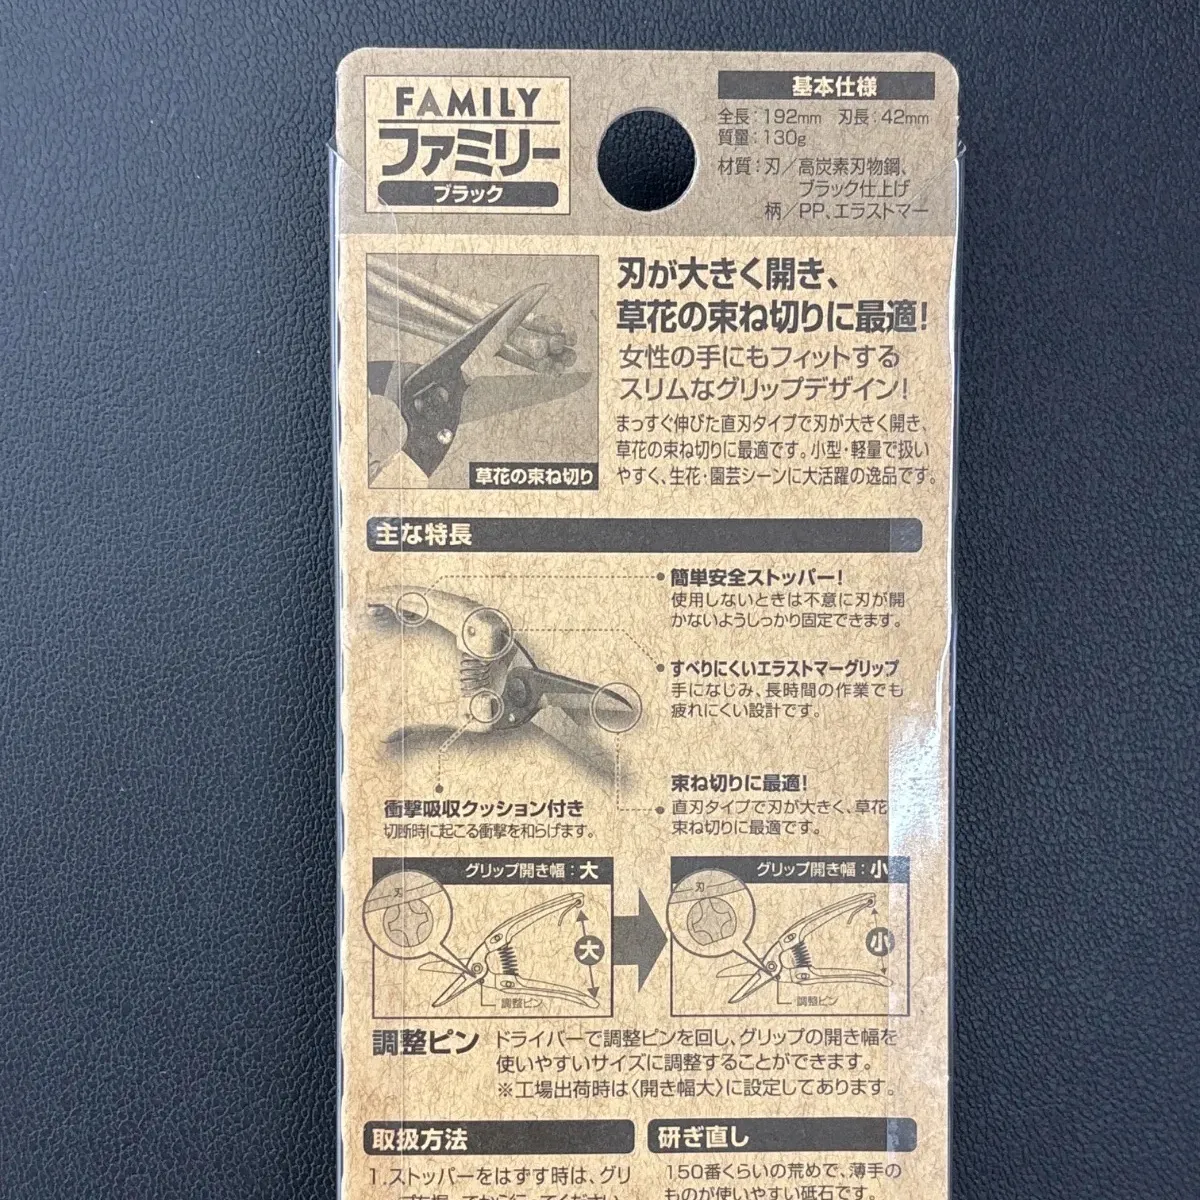 FAMILY
ファミリー
ブラック
基本仕様
全長：192mm 刃長：42mm
質量：130g
材質：刃／高炭素刃物鋼、
ブラック仕上げ
柄／PP、エラストマー
刃が大きく開き、
草花の束ね切りに最適！
女性の手にもフィットする
スリムなグリップデザイン！
まっすぐ伸びた直刃タイプで刃が大きく開き、
草花の束ね切りに最適です。小型・軽量で扱い
やすく、生花・園芸シーンに大活躍の逸品です。
草花の束ね切り
主な特長
簡単安全ストッパー！
使用しないときは不意に刃が開
かないようしっかり固定できます。
すべりにくいエラストマーグリップ
手になじみ、長時間の作業でも
疲れにくい設計です。
束ね切りに最適！
直刃タイプで刃が大きく、草花
束ね切りに最適です。
衝撃吸収クッション付き
切断時に起こる衝撃を和らげます。
グリップ開き幅：大
刃
大
調整ピン
グリップ開き幅：小
刃
小
調整ピン
調整ピン
ドライバーで調整ピンを回し、グリップの開き幅を
使いやすいサイズに調整することができます。
※工場出荷時は〈開き幅大〉に設定してあります。
取扱方法
1.ストッパーをはずす時は、グリ
研ぎ直し
150番くらいの荒めで、薄手の
ものが使いやすい砥石です。